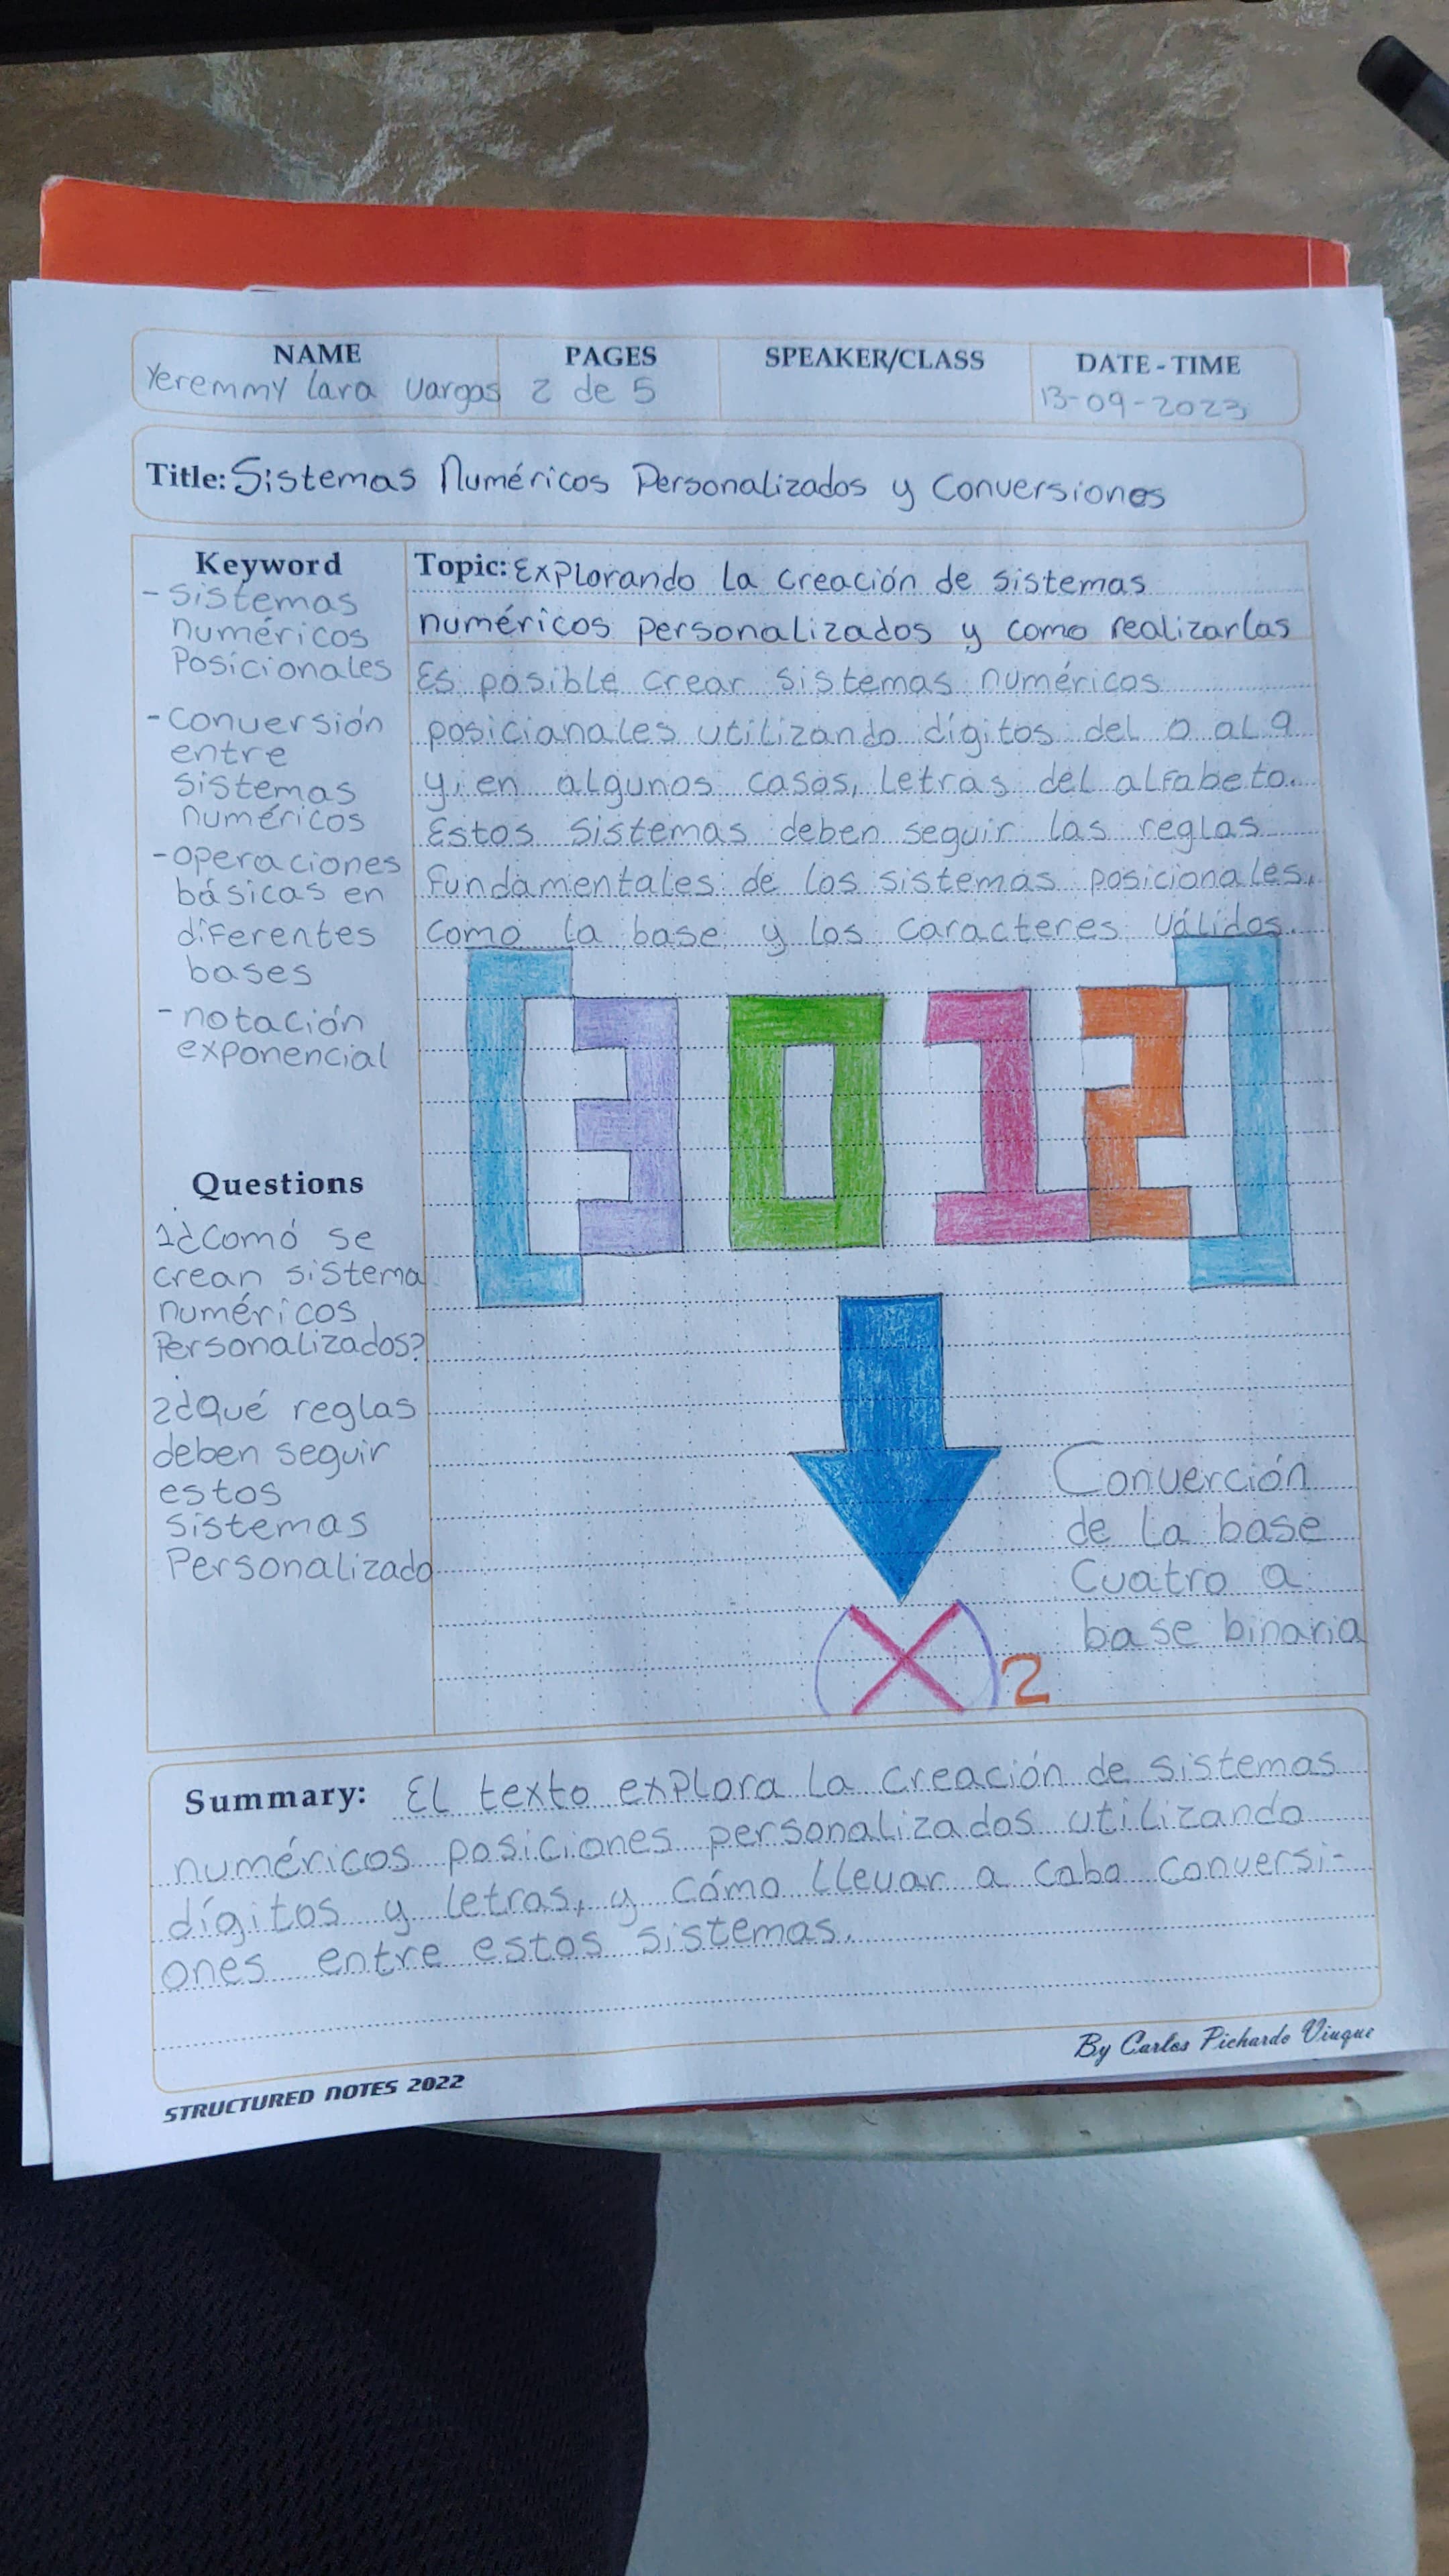 NAME PAGES SPEAKER/CLASS DATE-TIME
Yeremmy Lara Vargas 2 de 5 13-09-2023
Title: Sistemas Numéricos Personalizados y Conversiones
Keyword
- Sistemas
numéricos
Posicionales
- Conversión
entre
sistemas
numéricos
- operaciones
básicas en
diferentes
bases
- notación
exponencial
Questions
1¿Comó se
crean sistema
numéricos
Personalizados?
2¿Qué reglas
deben seguir
estos
sistemas
Personalizado
Topic: Explorando la creación de sistemas
numéricos personalizados y como realizarlas
Es posible crear sistemas numéricos
posicionales utilizando dígitos del 0 al 9
y, en algunos casos, letras del alfabeto.
Estos sistemas deben seguir las reglas
fundamentales de los sistemas posicionales,
como la base y los caracteres válidos.
[3012]
Converción
de la base
Cuatro a
base binaria
(X)2
Summary: El texto explora la creación de sistemas
numéricos posiciones personalizados utilizando
dígitos y letras, y cómo llevar a cabo conversi-
ones entre estos sistemas.
By Carlos Pichardo Viuque
STRUCTURED NOTES 2022